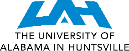 UAH
THE UNIVERSITY OF
ALABAMA IN HUNTSVILLE